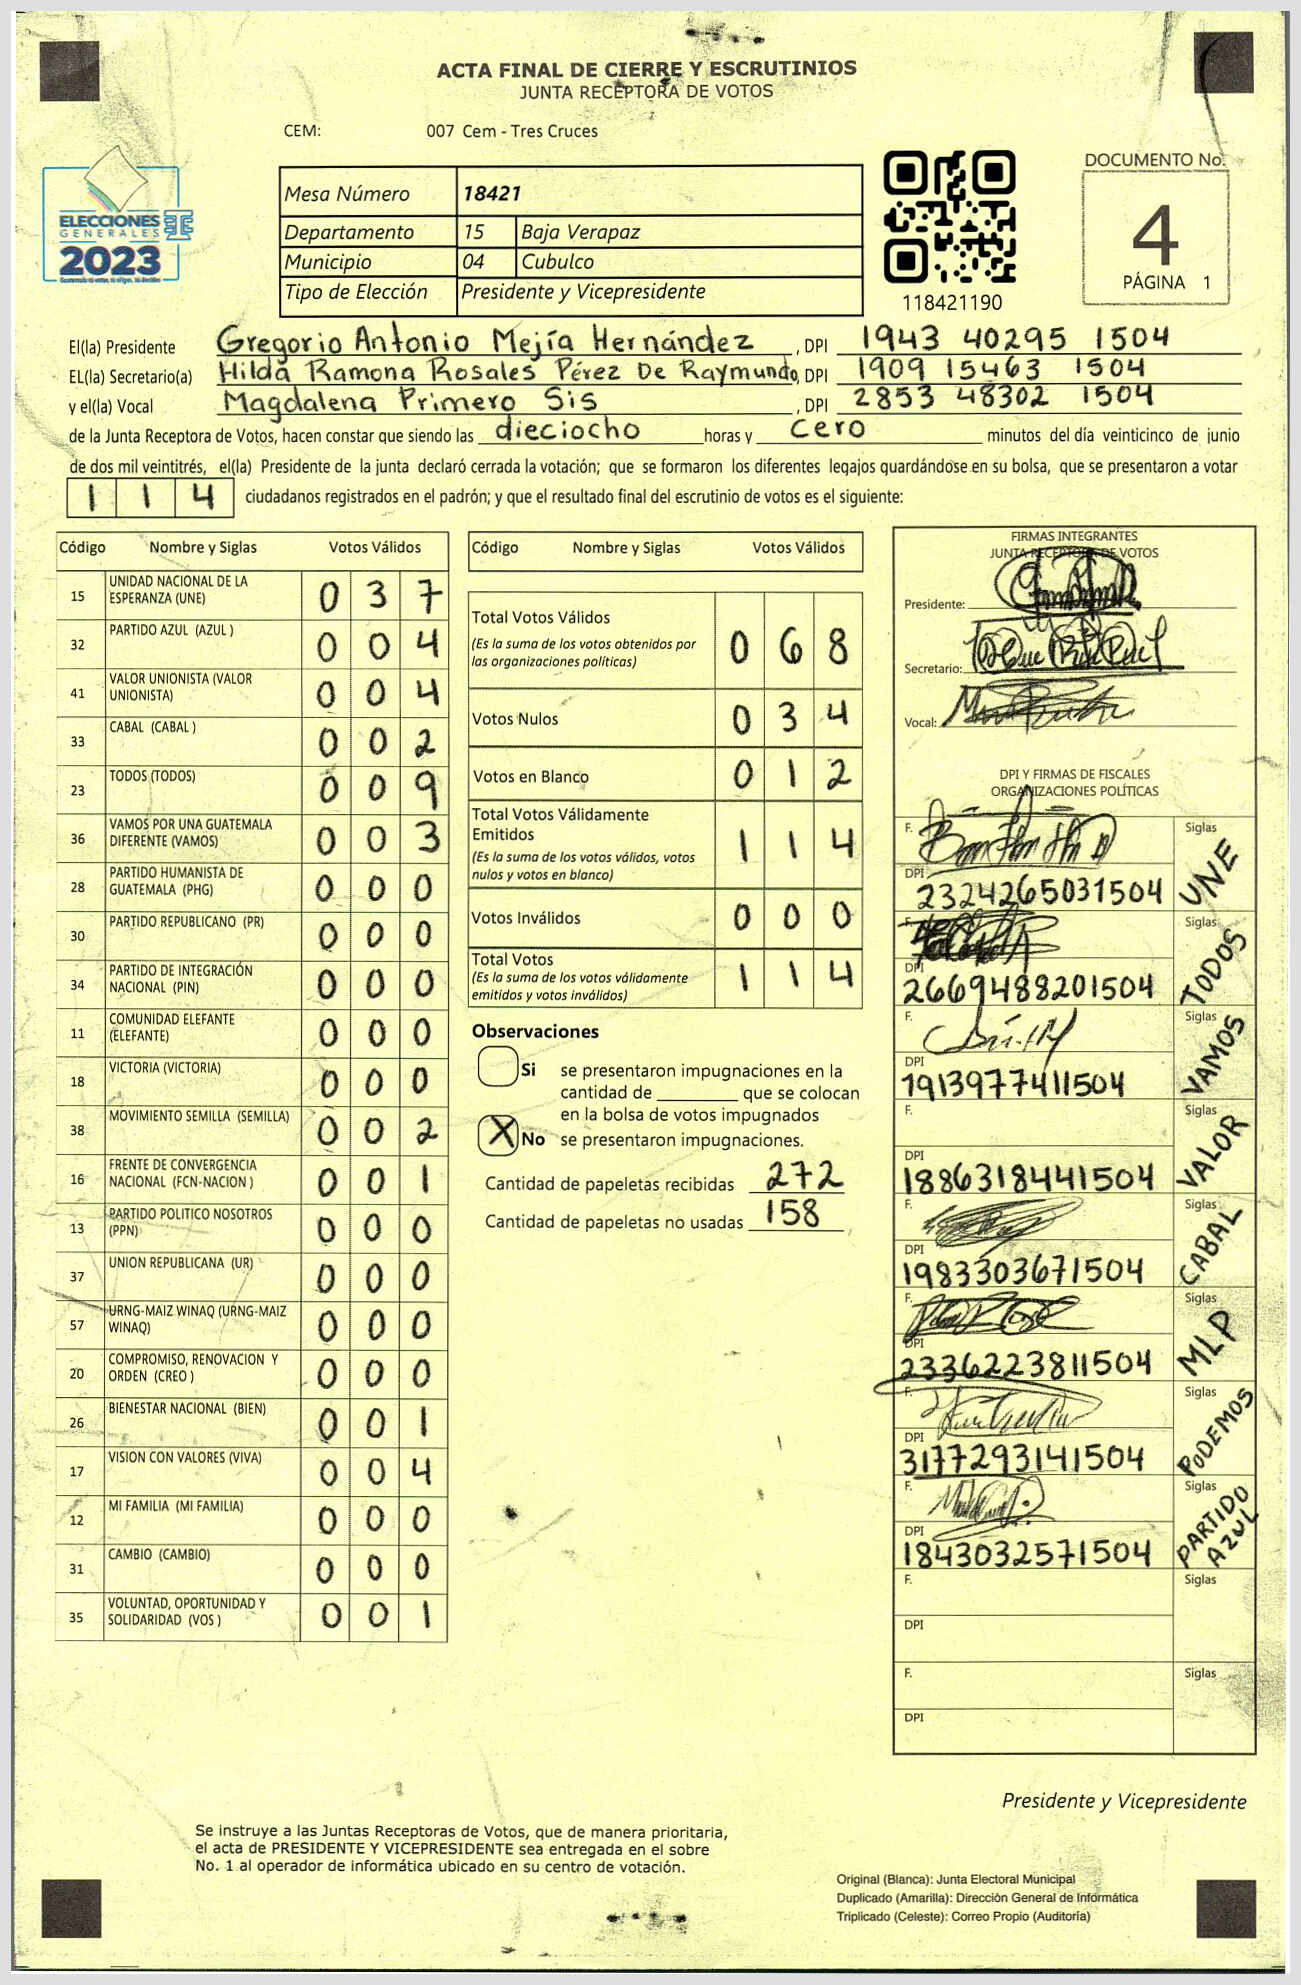 ACTA FINAL DE CIERRE Y ESCRUTINIOS
JUNTA RECEPTORA DE VOTOS
CEM: 007 Cem - Tres Cruces
ELECCIONES
GENERALES
2023
Mesa Número 18421
Departamento 15 Baja Verapaz
Municipio 04 Cubulco
Tipo de Elección Presidente y Vicepresidente
118421190
DOCUMENTO No.
4
PÁGINA 1
El(la) Presidente Gregorio Antonio Mejía Hernández, DPI 1943 40295 1504
EL(la) Secretario(a) Hilda Ramona Rosales Pérez De Raymundo, DPI 1909 15463 1504
y el(la) Vocal Magdalena Primero Sis, DPI 2853 48302 1504
de la Junta Receptora de Votos, hacen constar que siendo las dieciocho horas y cero minutos del día veinticinco de junio
de dos mil veintitrés, el(la) Presidente de la junta declaró cerrada la votación; que se formaron los diferentes legajos quardándose en su bolsa, que se presentaron a votar
114 ciudadanos registrados en el padrón; y que el resultado final del escrutinio de votos es el siguiente:
Código Nombre y Siglas Votos Válidos
15 UNIDAD NACIONAL DE LA ESPERANZA (UNE) 0 3 7
32 PARTIDO AZUL (AZUL ) 0 0 4
41 VALOR UNIONISTA (VALOR UNIONISTA) 0 0 4
33 CABAL (CABAL ) 0 0 2
23 TODOS (TODOS) 0 0 9
36 VAMOS POR UNA GUATEMALA DIFERENTE (VAMOS) 0 0 3
28 PARTIDO HUMANISTA DE GUATEMALA (PHG) 0 0 0
30 PARTIDO REPUBLICANO (PR) 0 0 0
34 PARTIDO DE INTEGRACIÓN NACIONAL (PIN) 0 0 0
11 COMUNIDAD ELEFANTE (ELEFANTE) 0 0 0
18 VICTORIA (VICTORIA) 0 0 0
38 MOVIMIENTO SEMILLA (SEMILLA) 0 0 2
16 FRENTE DE CONVERGENCIA NACIONAL (FCN-NACION ) 0 0 1
13 PARTIDO POLITICO NOSOTROS (PPN) 0 0 0
37 UNION REPUBLICANA (UR) 0 0 0
57 URNG-MAIZ WINAQ (URNG-MAIZ WINAQ) 0 0 0
20 COMPROMISO, RENOVACION Y ORDEN (CREO ) 0 0 0
26 BIENESTAR NACIONAL (BIEN) 0 0 1
17 VISION CON VALORES (VIVA) 0 0 4
12 MI FAMILIA (MI FAMILIA) 0 0 0
31 CAMBIO (CAMBIO) 0 0 0
35 VOLUNTAD, OPORTUNIDAD Y SOLIDARIDAD (VOS ) 0 0 1
Código Nombre y Siglas Votos Válidos
Total Votos Válidos 0 6 8
(Es la suma de los votos obtenidos por
las organizaciones políticas)
Votos Nulos 0 3 4
Votos en Blanco 0 1 2
Total Votos Válidamente
Emitidos 1 1 4
(Es la suma de los votos válidos, votos
nulos y votos en blanco)
Votos Inválidos 0 0 0
Total Votos 1 1 4
(Es la suma de los votos válidamente
emitidos y votos inválidos)
Observaciones
Si se presentaron impugnaciones en la
cantidad de ________ que se colocan
en la bolsa de votos impugnados
X No se presentaron impugnaciones.
Cantidad de papeletas recibidas 272
Cantidad de papeletas no usadas 158
FIRMAS INTEGRANTES
JUNTA RECEPTORA DE VOTOS
Presidente:
Secretario:
Vocal:
DPI Y FIRMAS DE FISCALES
ORGANIZACIONES POLÍTICAS
F. Siglas UNE
DPI 2324265031504
F. Siglas TODOS
DPI 2669488201504
F. Siglas VAMOS
DPI 1913977411504
F. Siglas VALOR
DPI 1886318441504
F. Siglas CABAL
DPI 1983303671504
F. Siglas MLP
DPI 2336223811504
F. Siglas PODEMOS
DPI 3177293141504
F. Siglas PARTIDO AZUL
DPI 1843032571504
F. Siglas
DPI
F. Siglas
DPI
Presidente y Vicepresidente
Se instruye a las Juntas Receptoras de Votos, que de manera prioritaria,
el acta de PRESIDENTE Y VICEPRESIDENTE sea entregada en el sobre
No. 1 al operador de informática ubicado en su centro de votación.
Original (Blanca): Junta Electoral Municipal
Duplicado (Amarilla): Dirección General de Informática
Triplicado (Celeste): Correo Propio (Auditoría)